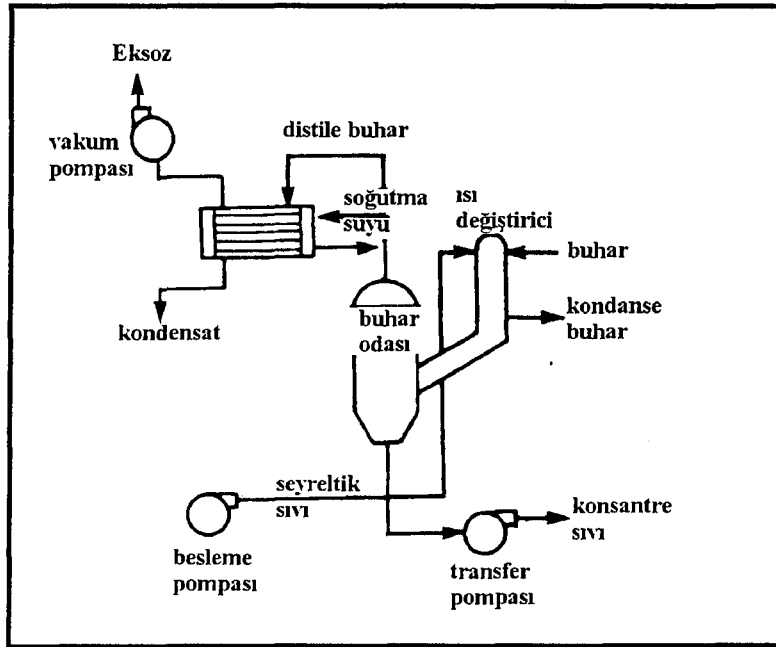 Eksoz
vakum
pompası
distile buhar
soğutma
suyu
ısı
değiştirici
buhar
kondanse
buhar
kondensat
buhar
odası
seyreltik
sıvı
besleme
pompası
konsantre
sıvı
transfer
pompası